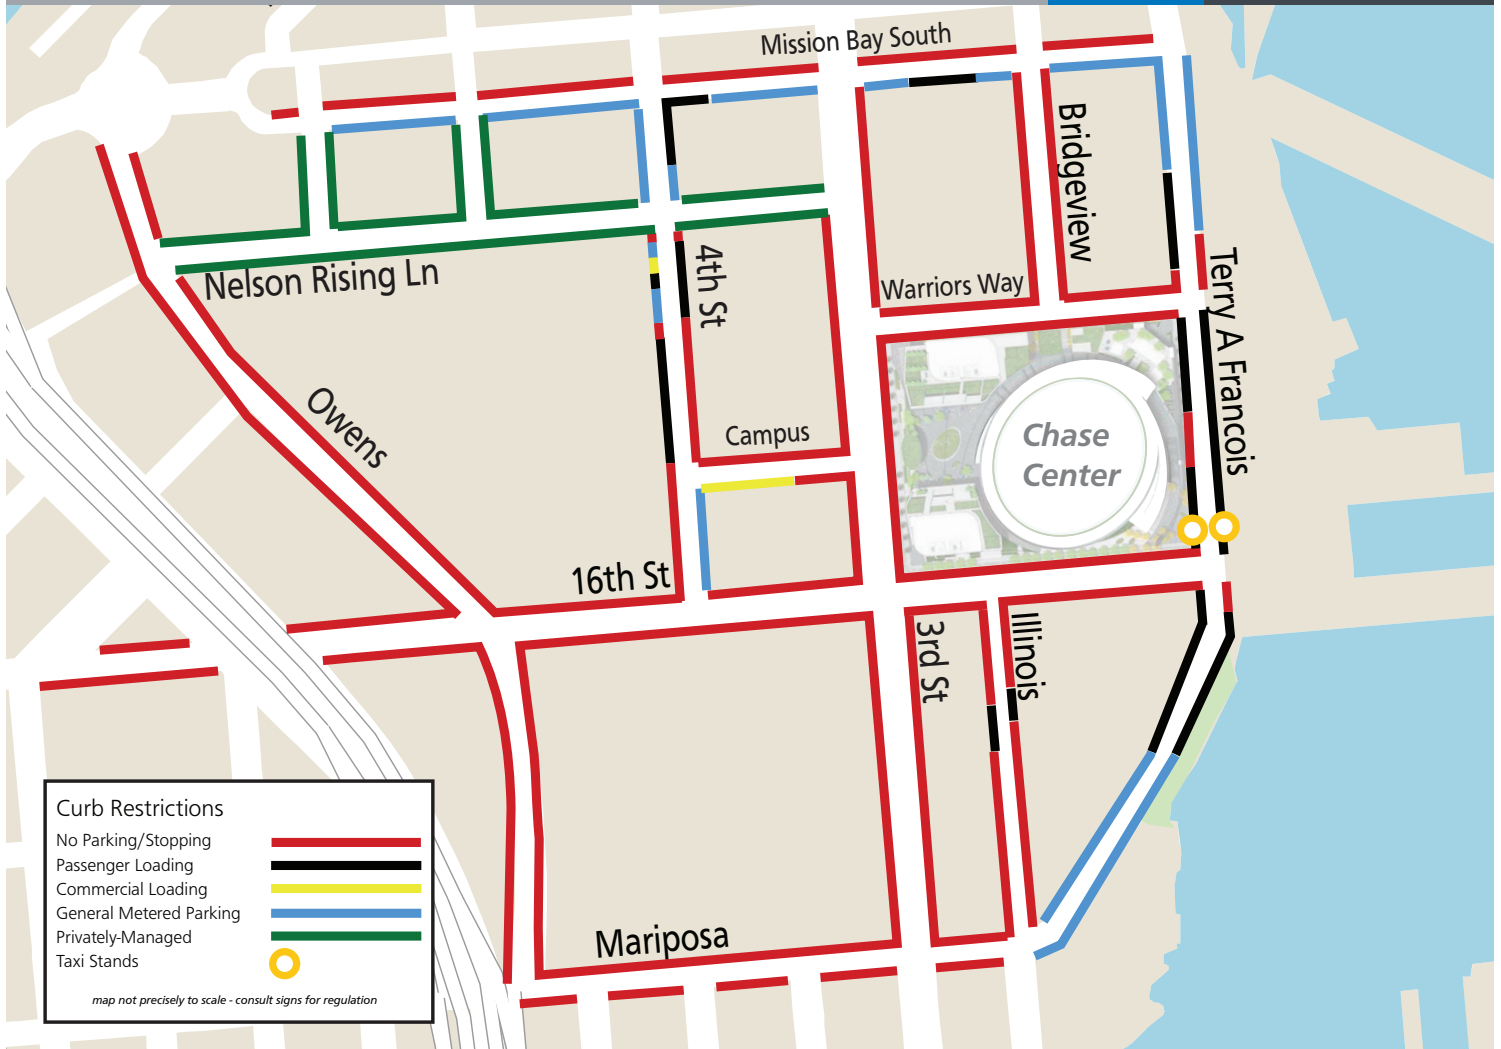 Mission Bay South
Bridgeview
Nelson Rising Ln
4th St
Warriors Way
Terry A Francois
Owens
Campus
Chase
Center
16th St
3rd St
Illinois
Mariposa
Curb Restrictions
No Parking/Stopping
Passenger Loading
Commercial Loading
General Metered Parking
Privately-Managed
Taxi Stands
map not precisely to scale - consult signs for regulation